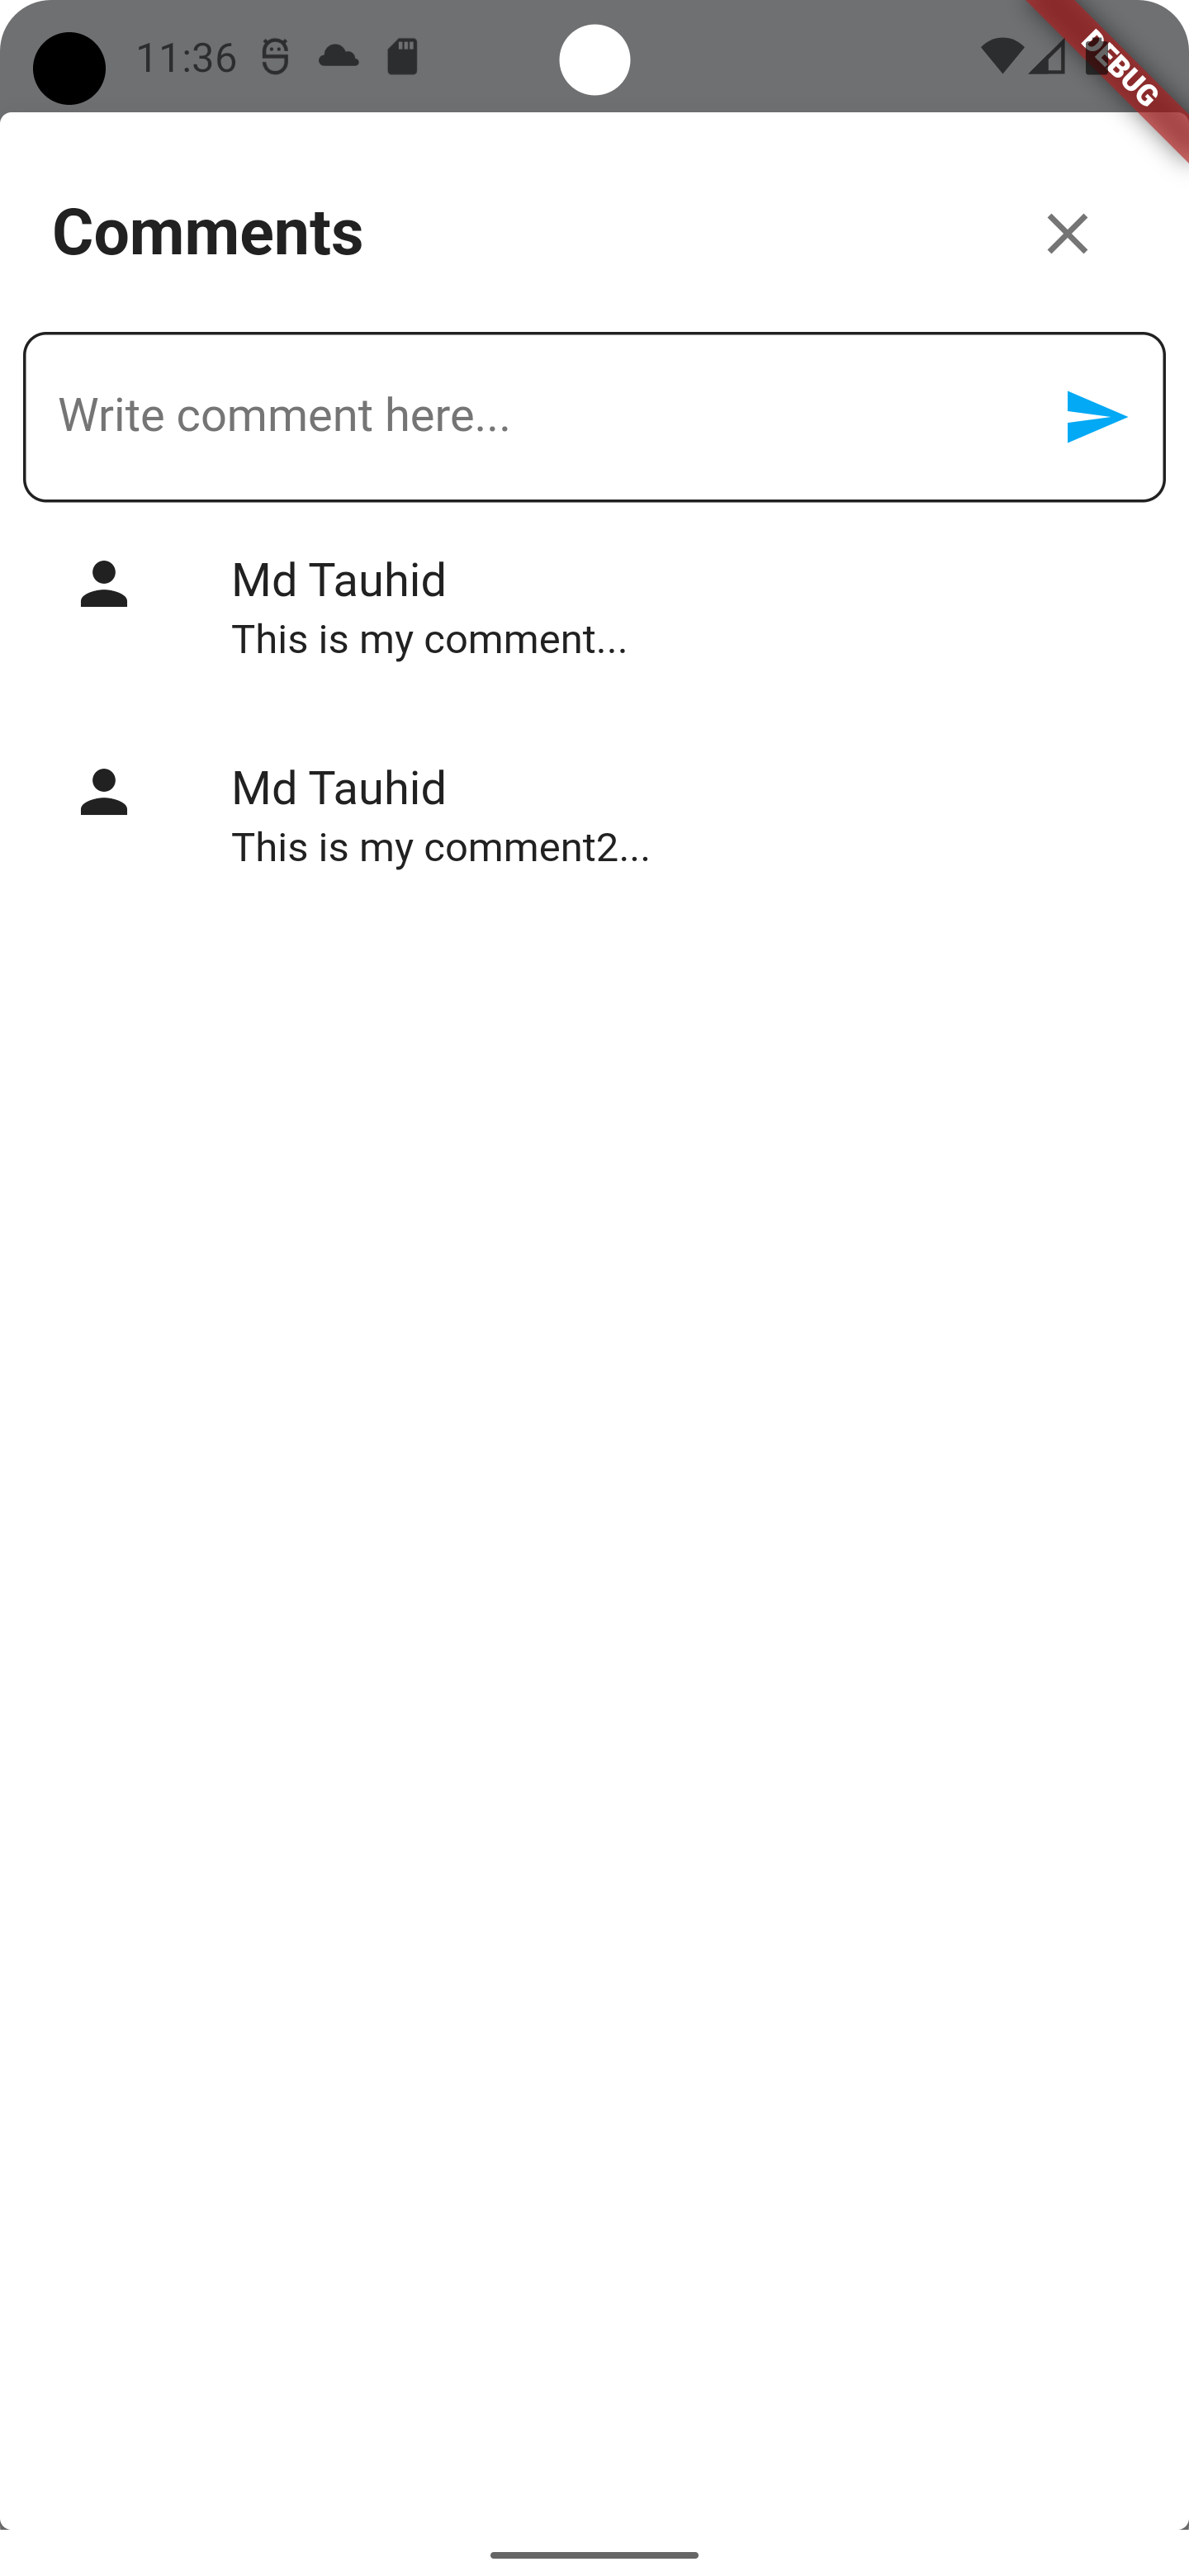 11:36
DEBUG
Comments
Write comment here...
Md Tauhid
This is my comment...
Md Tauhid
This is my comment2...